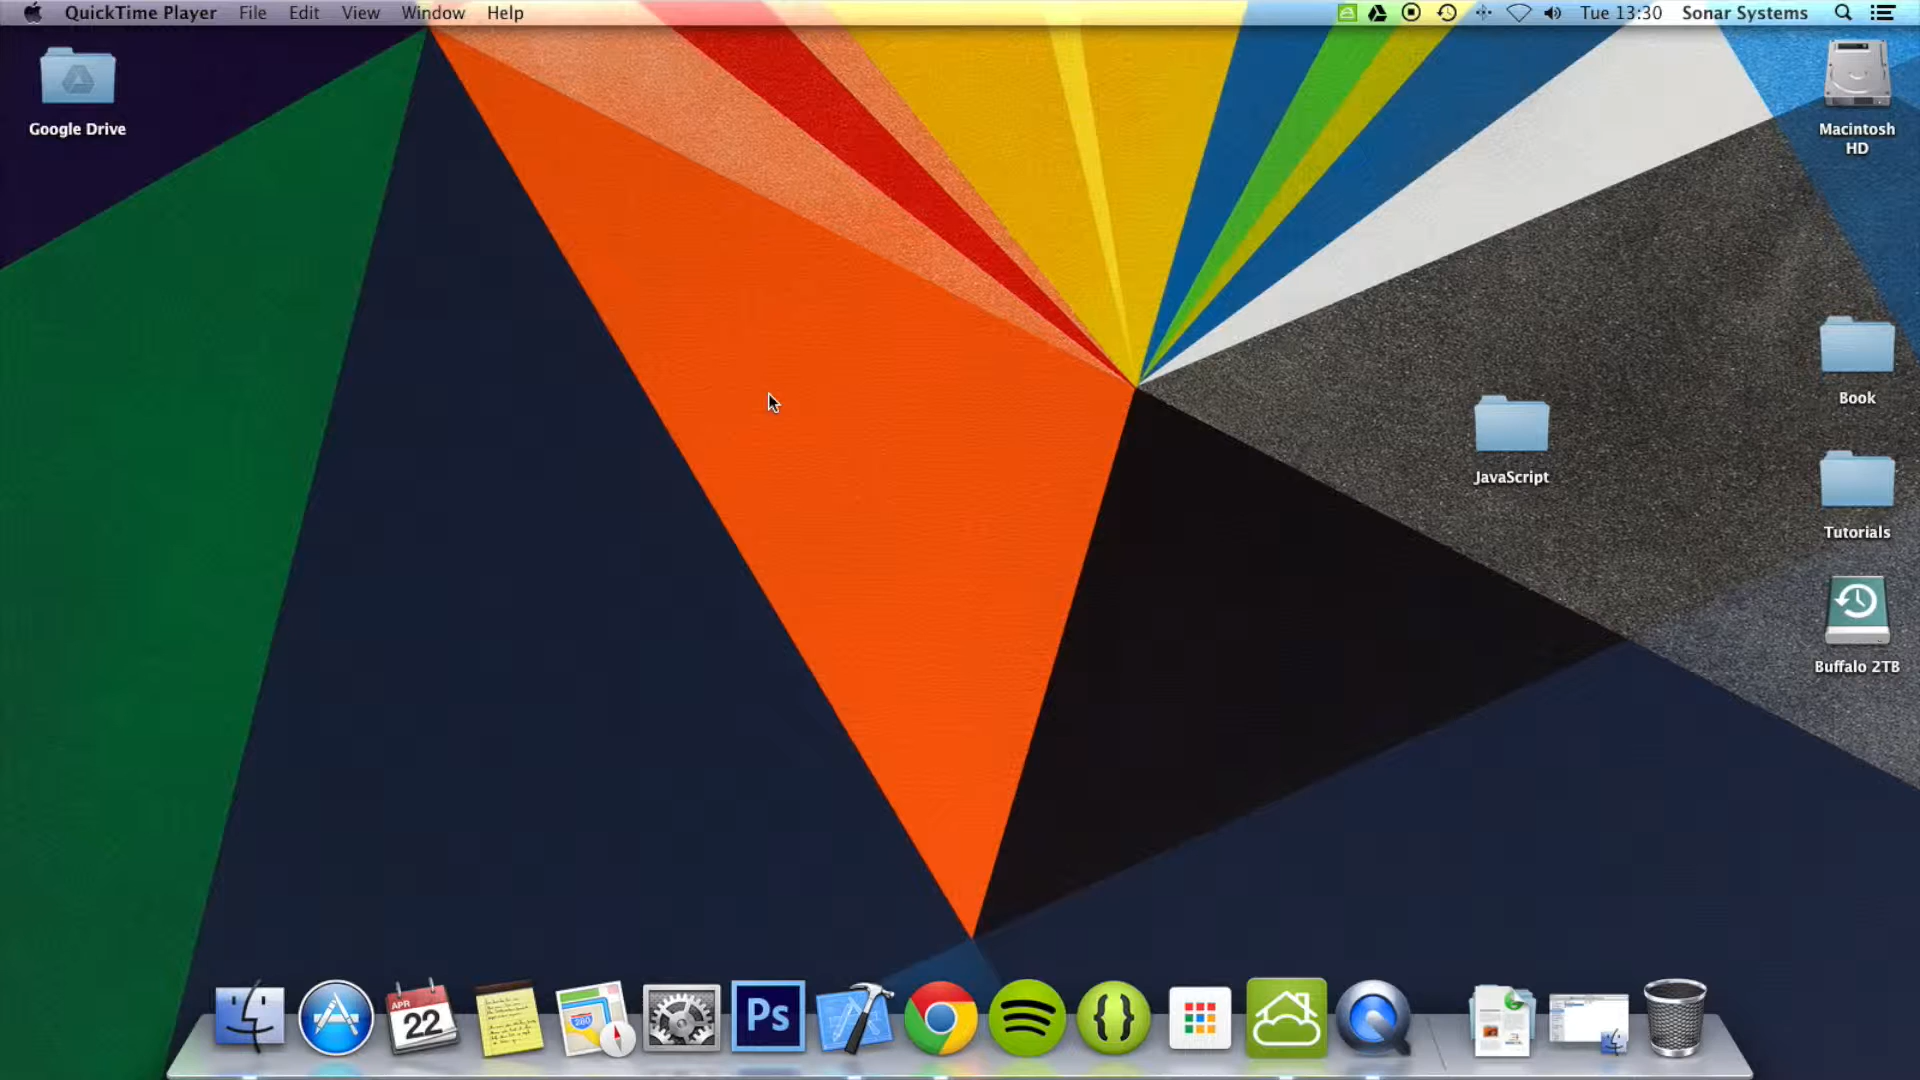 QuickTime Player File Edit View Window Help
Tue 13:30 Sonar Systems
Google Drive
Macintosh
HD
Book
JavaScript
Tutorials
Buffalo 2TB
APR
22
280
Ps
{}